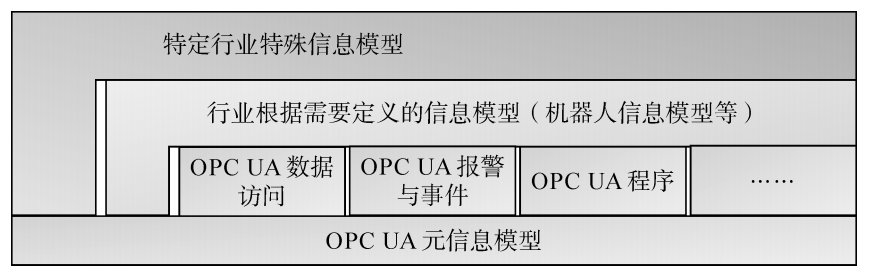 特定行业特殊信息模型
行业根据需要定义的信息模型（机器人信息模型等）
OPC UA 数据
访问
OPC UA 报警
与事件
OPC UA 程序
……
OPC UA 元信息模型